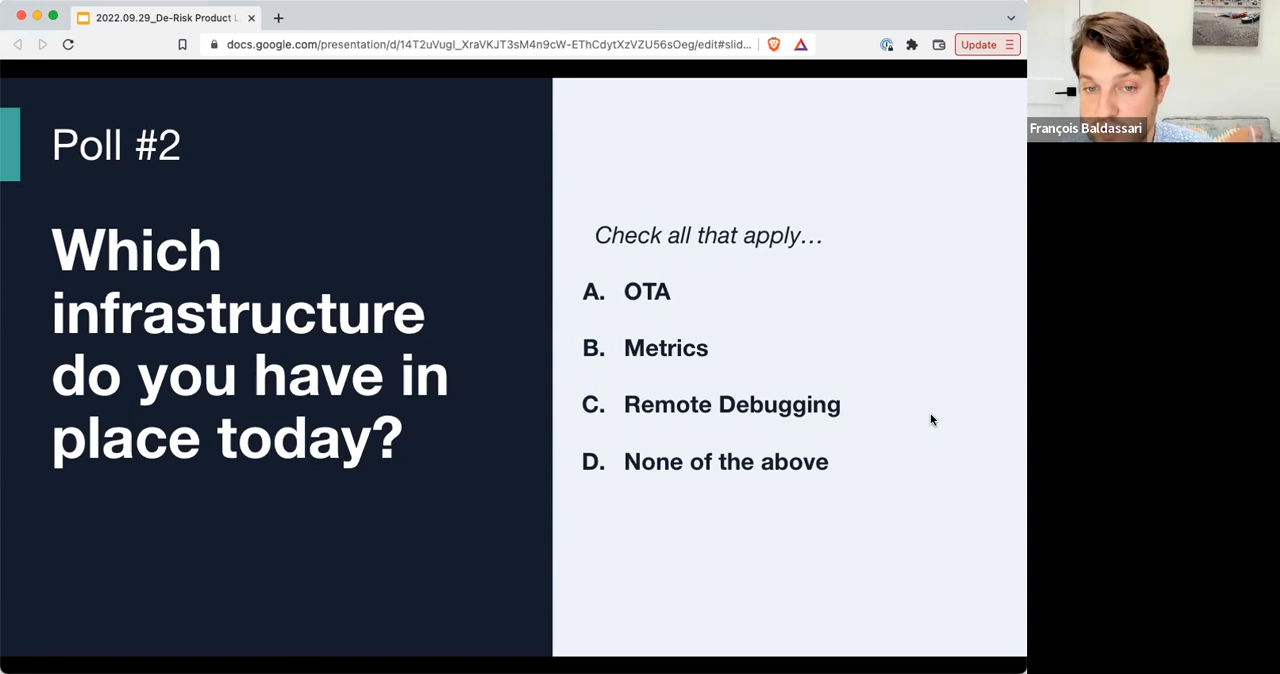 2022.09.29_De-Risk Product L
docs.google.com/presentation/d/14T2uVugl_XraVKJT3sM4n9cW-EThCdytXzVZU56sOeg/edit#slid...
Update
François Baldassari
Poll #2
Which
infrastructure
do you have in
place today?
Check all that apply...
A. OTA
B. Metrics
C. Remote Debugging
D. None of the above